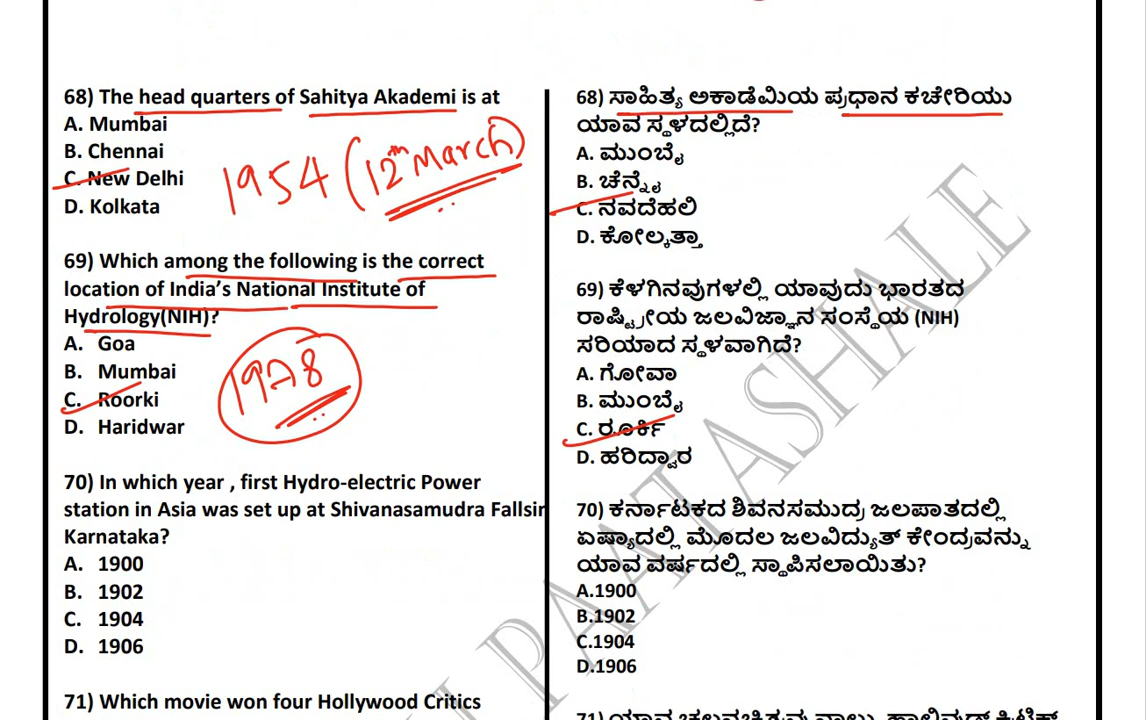 68) The head quarters of Sahitya Akademi is at
A. Mumbai
B. Chennai
C. New Delhi
D. Kolkata
1954 (12th March)
69) Which among the following is the correct
location of India's National Institute of
Hydrology(NIH)?
A. Goa
B. Mumbai
C. Roorki
D. Haridwar
1978
70) In which year , first Hydro-electric Power
station in Asia was set up at Shivanasamudra Fallsin
Karnataka?
A. 1900
B. 1902
C. 1904
D. 1906
71) Which movie won four Hollywood Critics
68) ಸಾಹಿತ್ಯ ಅಕಾಡೆಮಿಯ ಪ್ರಧಾನ ಕಚೇರಿಯು
ಯಾವ ಸ್ಥಳದಲ್ಲಿದೆ?
A. ಮುಂಬೈ
B. ಚೆನ್ನೈ
C. ನವದೆಹಲಿ
D. ಕೋಲ್ಕತ್ತಾ
69) ಕೆಳಗಿನವುಗಳಲ್ಲಿ ಯಾವುದು ಭಾರತದ
ರಾಷ್ಟ್ರೀಯ ಜಲವಿಜ್ಞಾನ ಸಂಸ್ಥೆಯ (NIH)
ಸರಿಯಾದ ಸ್ಥಳವಾಗಿದೆ?
A. ಗೋವಾ
B. ಮುಂಬೈ
C. ರೂರ್ಕಿ
D. ಹರಿದ್ವಾರ
70) ಕರ್ನಾಟಕದ ಶಿವನಸಮುದ್ರ ಜಲಪಾತದಲ್ಲಿ
ಏಷ್ಯಾದಲ್ಲಿ ಮೊದಲ ಜಲವಿದ್ಯುತ್ ಕೇಂದ್ರವನ್ನು
ಯಾವ ವರ್ಷದಲ್ಲಿ ಸ್ಥಾಪಿಸಲಾಯಿತು?
A.1900
B.1902
C.1904
D.1906
71) ಯಾವ ಚಲನಚಿತ್ರವು ನಾಲ್ಕು ಹಾಲಿವುಡ್ ಕ್ರಿಟಿಕ್ಸ್
PAATASHALE